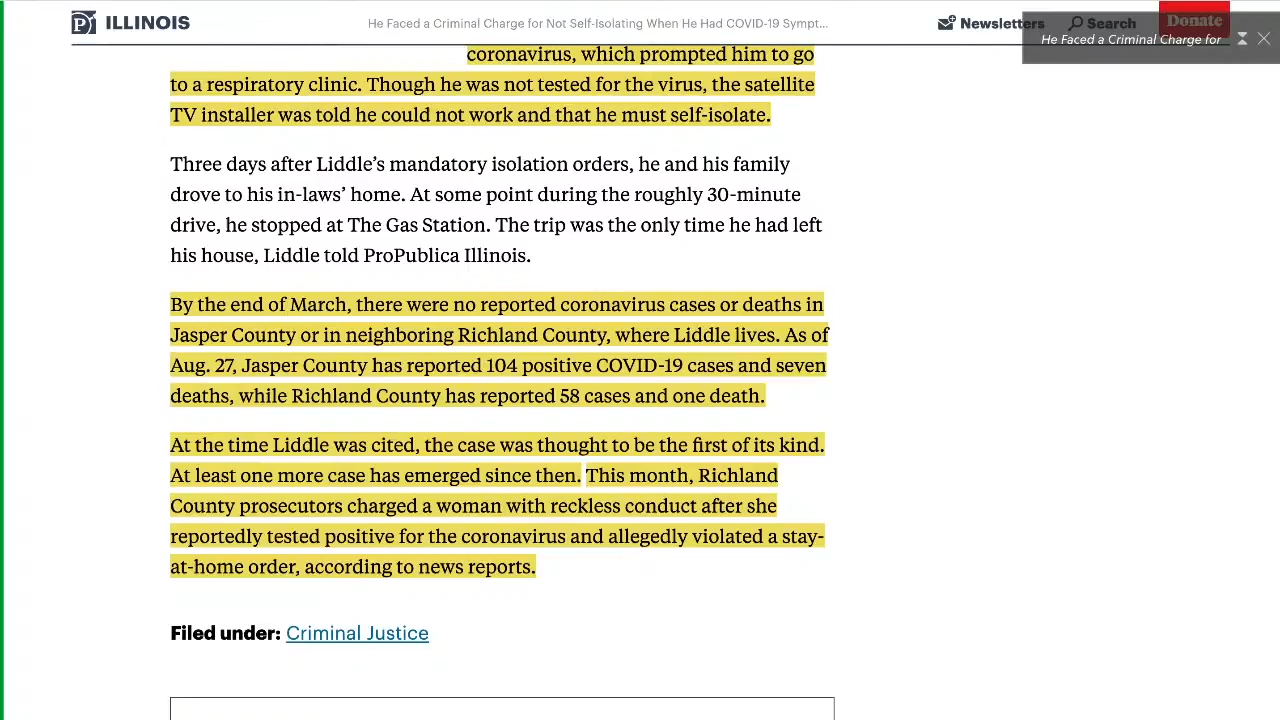 ILLINOIS
He Faced a Criminal Charge for Not Self-Isolating When He Had COVID-19 Sympt...
Newsletters
Search
Donate
He Faced a Criminal Charge for
coronavirus, which prompted him to go
to a respiratory clinic. Though he was not tested for the virus, the satellite
TV installer was told he could not work and that he must self-isolate.
Three days after Liddle’s mandatory isolation orders, he and his family
drove to his in-laws’ home. At some point during the roughly 30-minute
drive, he stopped at The Gas Station. The trip was the only time he had left
his house, Liddle told ProPublica Illinois.
By the end of March, there were no reported coronavirus cases or deaths in
Jasper County or in neighboring Richland County, where Liddle lives. As of
Aug. 27, Jasper County has reported 104 positive COVID-19 cases and seven
deaths, while Richland County has reported 58 cases and one death.
At the time Liddle was cited, the case was thought to be the first of its kind.
At least one more case has emerged since then. This month, Richland
County prosecutors charged a woman with reckless conduct after she
reportedly tested positive for the coronavirus and allegedly violated a stay-
at-home order, according to news reports.
Filed under: Criminal Justice